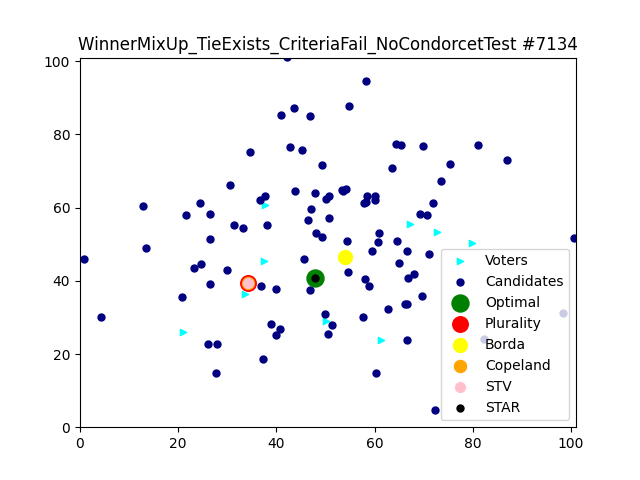 WinnerMixUp_TieExists_CriteriaFail_NoCondorcetTest #7134
100
80
60
40
20
0
0
20
40
60
80
100
Voters
Candidates
Optimal
Plurality
Borda
Copeland
STV
STAR